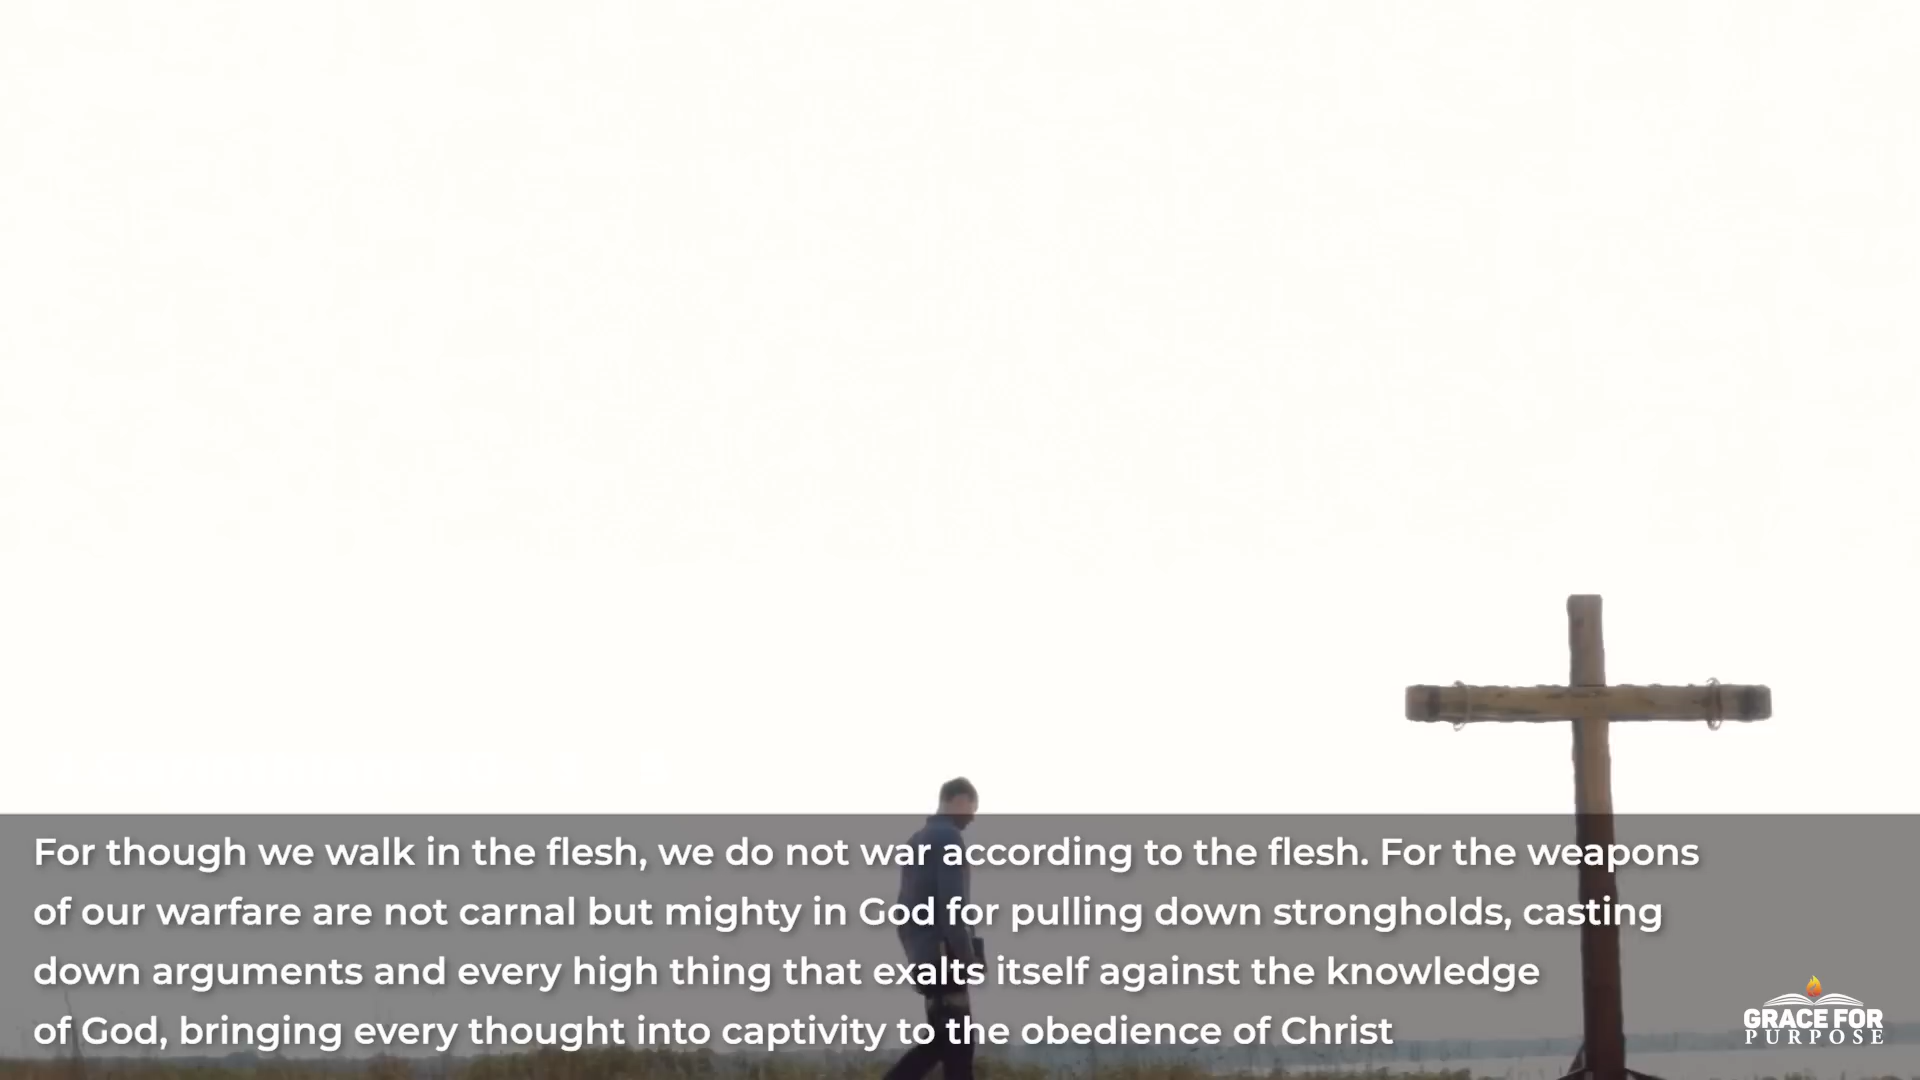 For though we walk in the flesh, we do not war according to the flesh. For the weapons
of our warfare are not carnal but mighty in God for pulling down strongholds, casting
down arguments and every high thing that exalts itself against the knowledge
of God, bringing every thought into captivity to the obedience of Christ
GRACE FOR
PURPOSE